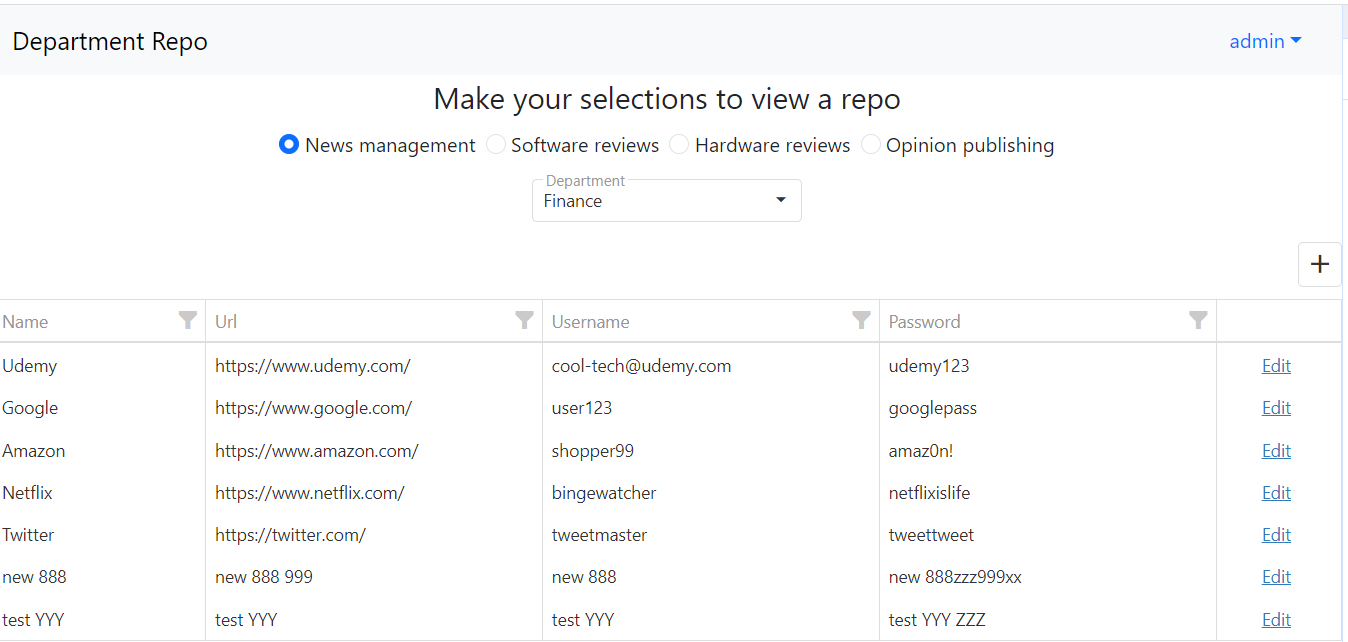 Department Repo admin
Make your selections to view a repo
News management Software reviews Hardware reviews Opinion publishing
Department
Finance
+
Name Url Username Password
Udemy https://www.udemy.com/ cool-tech@udemy.com udemy123 Edit
Google https://www.google.com/ user123 googlepass Edit
Amazon https://www.amazon.com/ shopper99 amaz0n! Edit
Netflix https://www.netflix.com/ bingewatcher netflixislife Edit
Twitter https://twitter.com/ tweetmaster tweettweet Edit
new 888 new 888 999 new 888 new 888zzz999xx Edit
test YYY test YYY test YYY test YYY ZZZ Edit